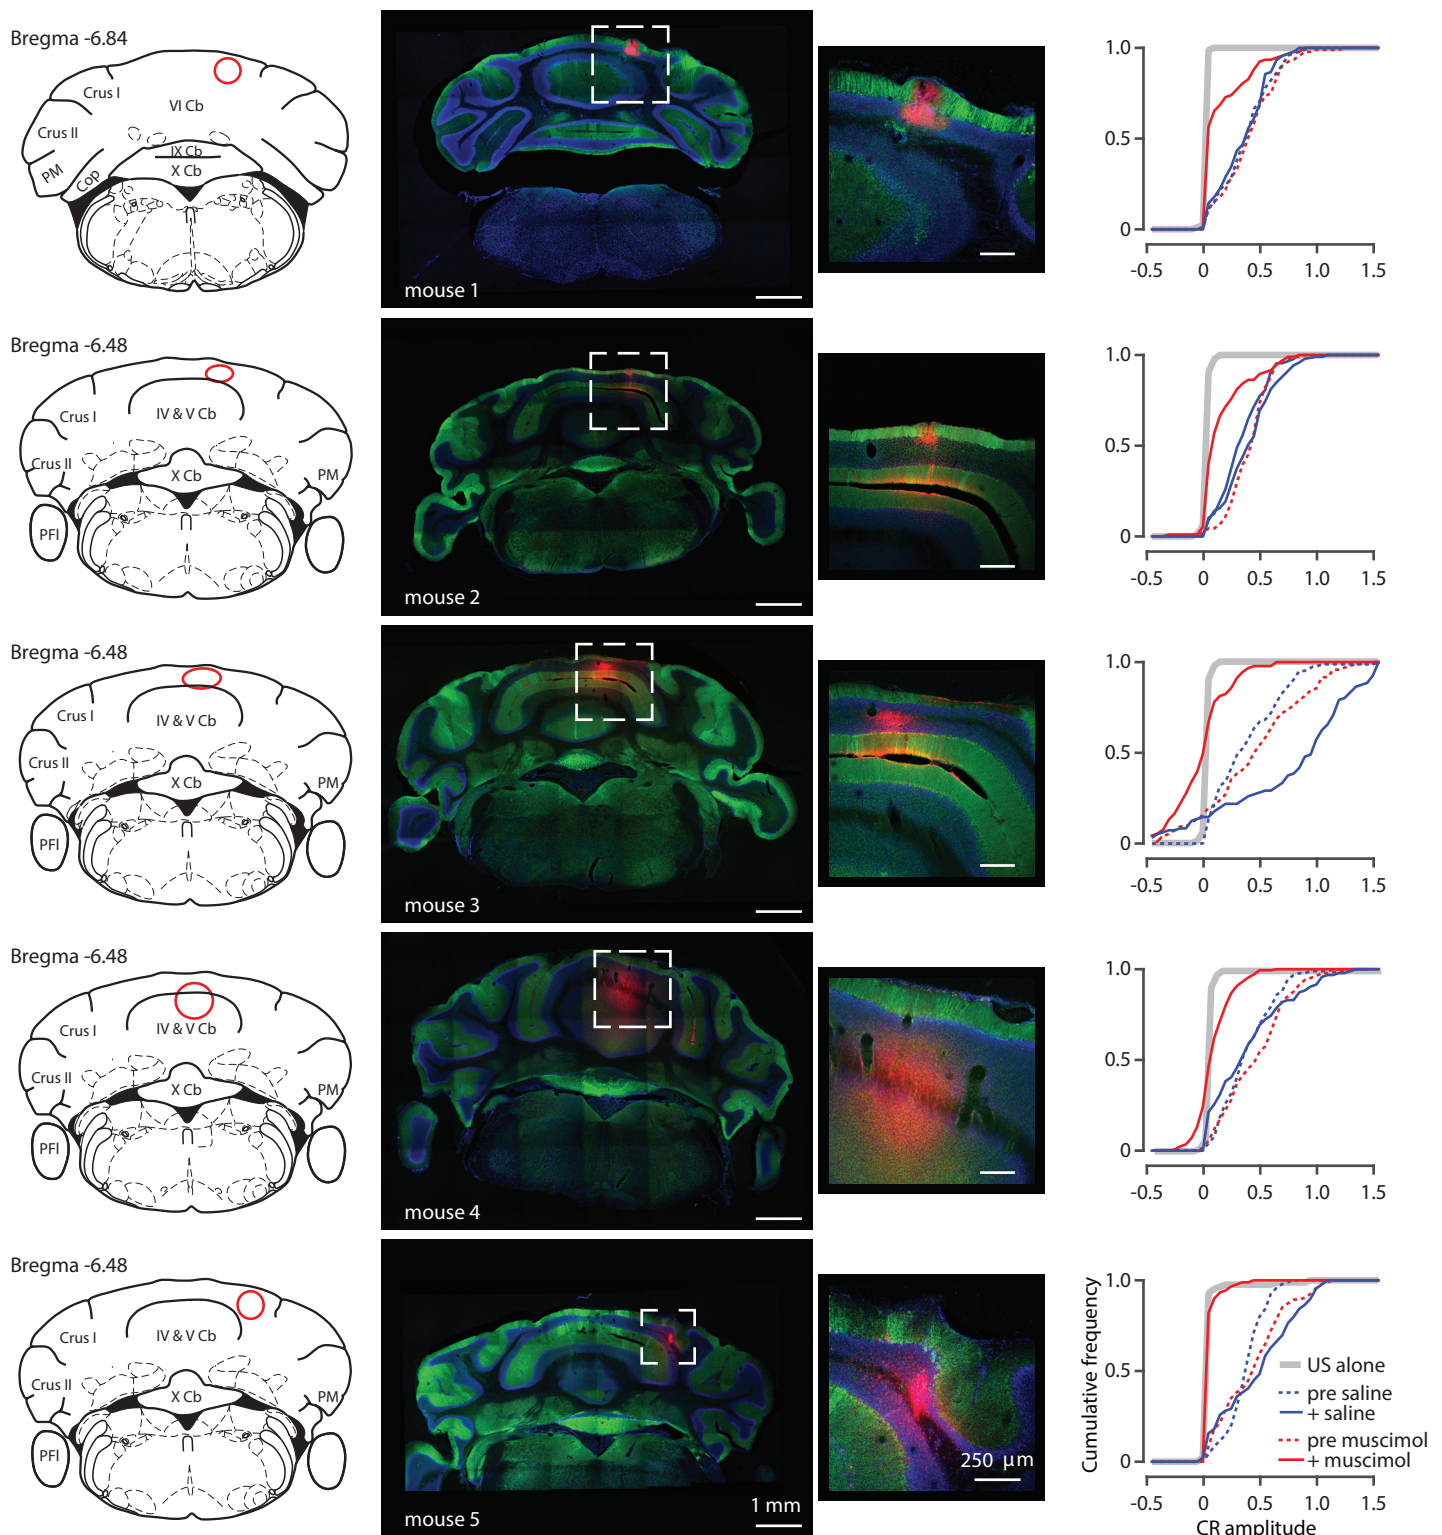 Bregma -6.84
Crus I
VI Cb
Crus II
IX Cb
PM
Cop
X Cb
mouse 1
1.0
0.5
0
-0.5 0 0.5 1.0 1.5
Bregma -6.48
Crus I
IV & V Cb
Crus II
X Cb
PM
PFl
mouse 2
1.0
0.5
0
-0.5 0 0.5 1.0 1.5
Bregma -6.48
Crus I
IV & V Cb
Crus II
X Cb
PM
PFl
mouse 3
1.0
0.5
0
-0.5 0 0.5 1.0 1.5
Bregma -6.48
Crus I
IV & V Cb
Crus II
X Cb
PM
PFl
mouse 4
1.0
0.5
0
-0.5 0 0.5 1.0 1.5
Bregma -6.48
Crus I
IV & V Cb
Crus II
X Cb
PM
PFl
mouse 5
1 mm
250 μm
Cumulative frequency
1.0
0.5
0
US alone
pre saline
+ saline
pre muscimol
+ muscimol
-0.5 0 0.5 1.0 1.5
CR amplitude